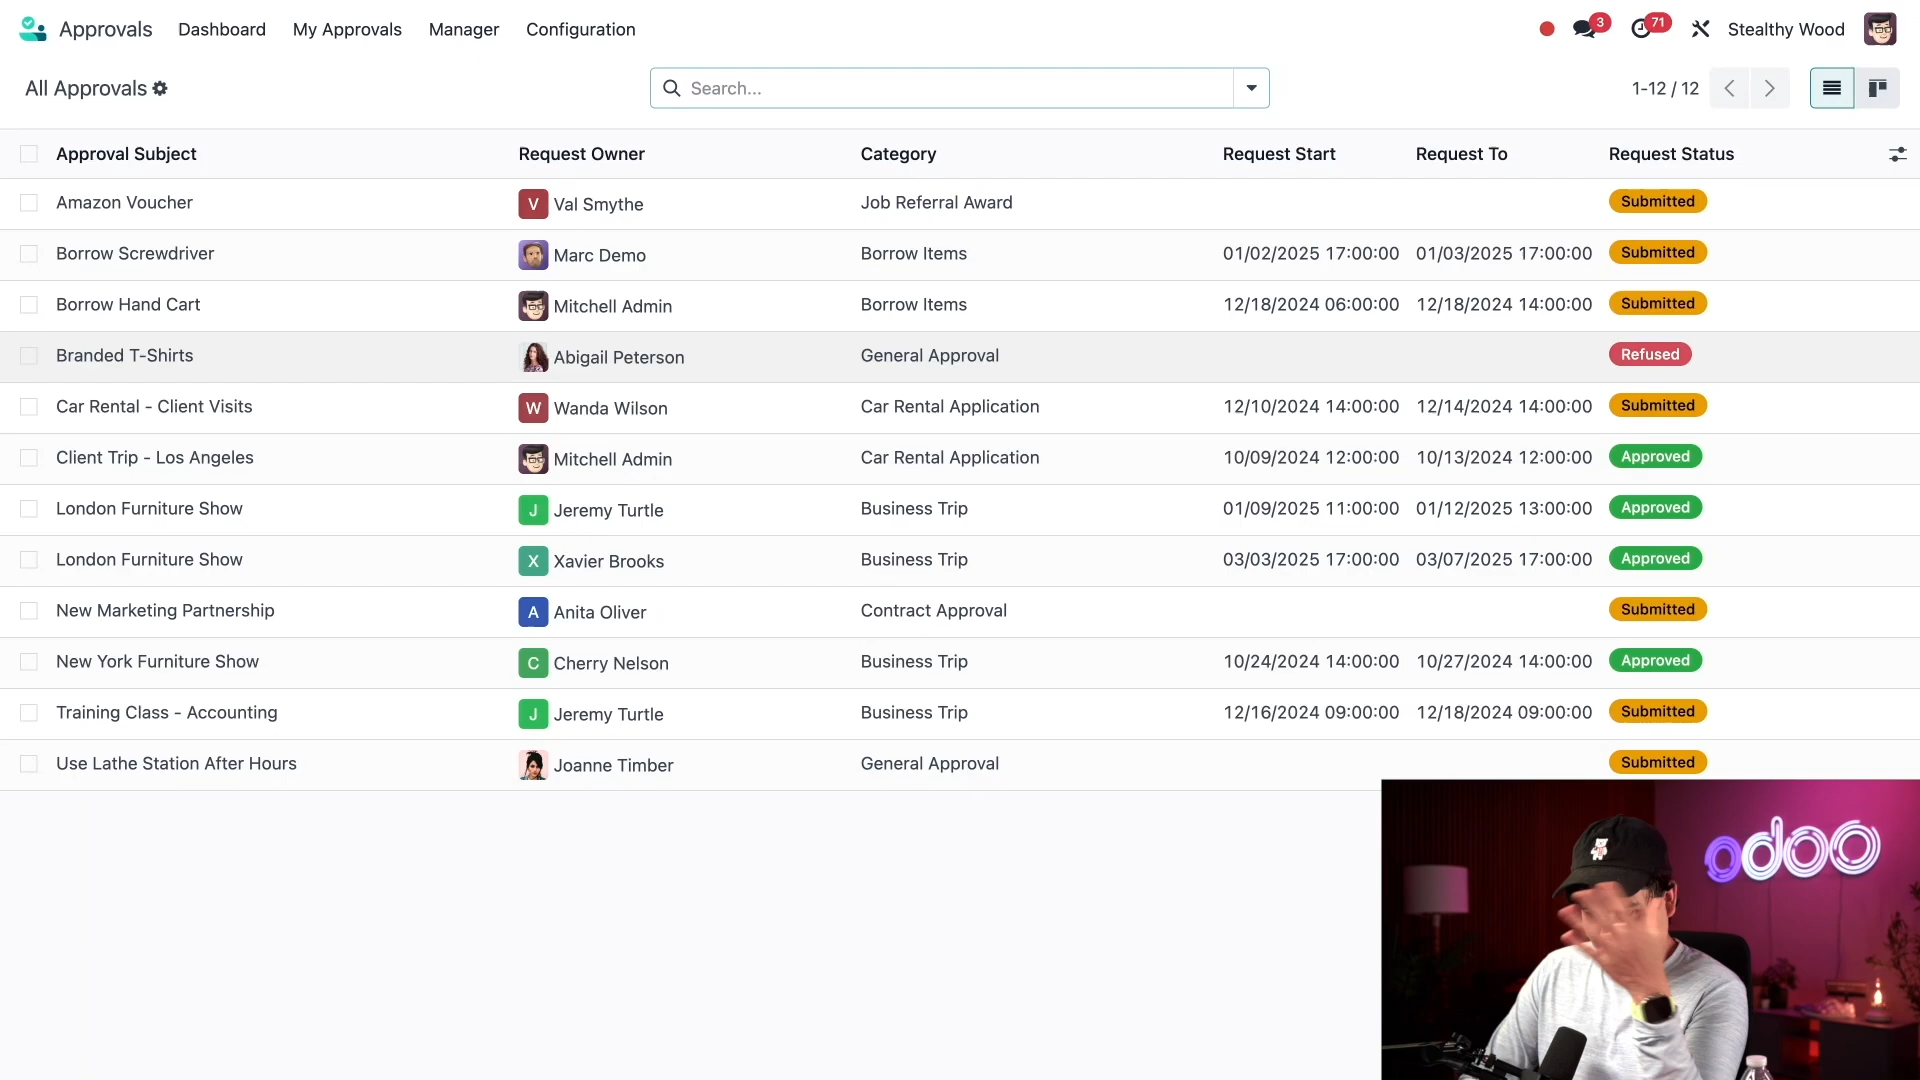 Approvals Dashboard My Approvals Manager Configuration 3 71 Stealthy Wood
All Approvals Search... 1-12 / 12
Approval Subject Request Owner Category Request Start Request To Request Status
Amazon Voucher V Val Smythe Job Referral Award Submitted
Borrow Screwdriver Marc Demo Borrow Items 01/02/2025 17:00:00 01/03/2025 17:00:00 Submitted
Borrow Hand Cart Mitchell Admin Borrow Items 12/18/2024 06:00:00 12/18/2024 14:00:00 Submitted
Branded T-Shirts Abigail Peterson General Approval Refused
Car Rental - Client Visits W Wanda Wilson Car Rental Application 12/10/2024 14:00:00 12/14/2024 14:00:00 Submitted
Client Trip - Los Angeles Mitchell Admin Car Rental Application 10/09/2024 12:00:00 10/13/2024 12:00:00 Approved
London Furniture Show J Jeremy Turtle Business Trip 01/09/2025 11:00:00 01/12/2025 13:00:00 Approved
London Furniture Show X Xavier Brooks Business Trip 03/03/2025 17:00:00 03/07/2025 17:00:00 Approved
New Marketing Partnership A Anita Oliver Contract Approval Submitted
New York Furniture Show C Cherry Nelson Business Trip 10/24/2024 14:00:00 10/27/2024 14:00:00 Approved
Training Class - Accounting J Jeremy Turtle Business Trip 12/16/2024 09:00:00 12/18/2024 09:00:00 Submitted
Use Lathe Station After Hours Joanne Timber General Approval Submitted
odoo